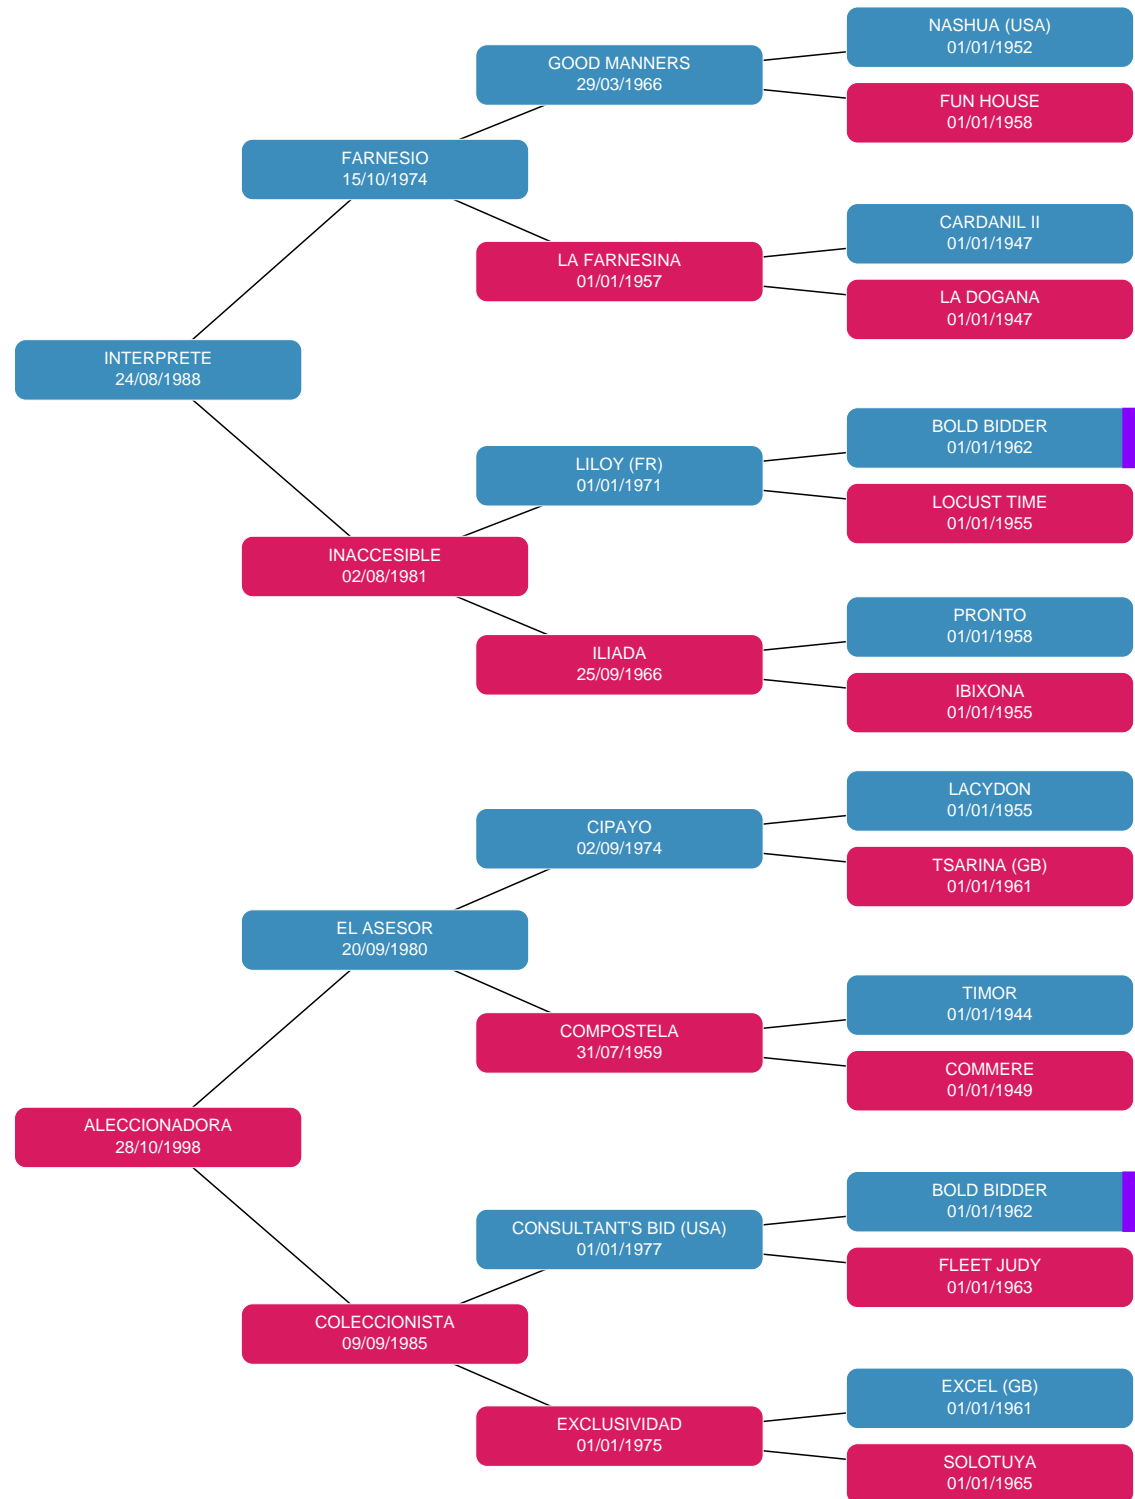 NASHUA (USA)
01/01/1952
GOOD MANNERS
29/03/1966
FUN HOUSE
01/01/1958
FARNESIO
15/10/1974
CARDANIL II
01/01/1947
LA FARNESINA
01/01/1957
LA DOGANA
01/01/1947
INTERPRETE
24/08/1988
BOLD BIDDER
01/01/1962
LILOY (FR)
01/01/1971
LOCUST TIME
01/01/1955
INACCESIBLE
02/08/1981
PRONTO
01/01/1958
ILIADA
25/09/1966
IBIXONA
01/01/1955
LACYDON
01/01/1955
CIPAYO
02/09/1974
TSARINA (GB)
01/01/1961
EL ASESOR
20/09/1980
TIMOR
01/01/1944
COMPOSTELA
31/07/1959
COMMERE
01/01/1949
ALECCIONADORA
28/10/1998
BOLD BIDDER
01/01/1962
CONSULTANT'S BID (USA)
01/01/1977
FLEET JUDY
01/01/1963
COLECCIONISTA
09/09/1985
EXCEL (GB)
01/01/1961
EXCLUSIVIDAD
01/01/1975
SOLOTUYA
01/01/1965